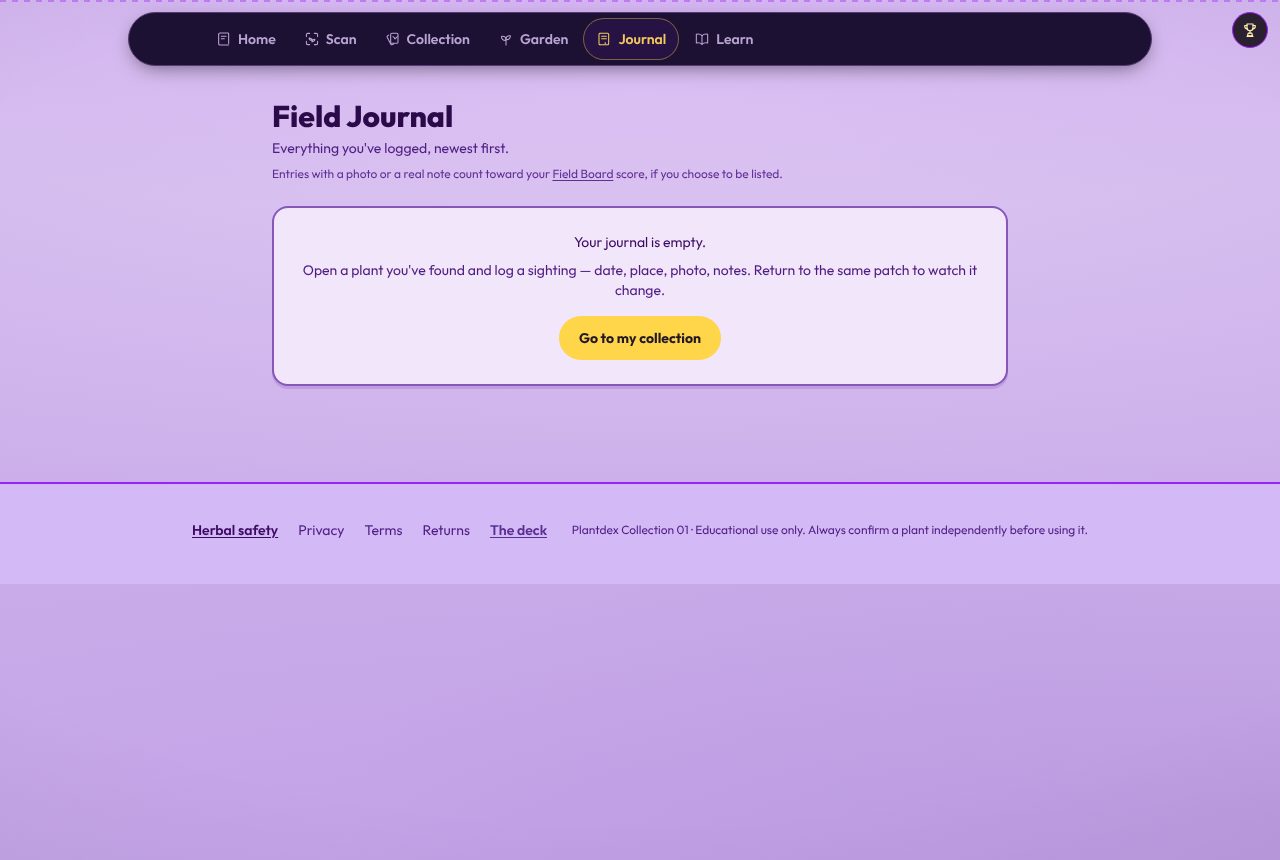 Home Scan Collection Garden Journal Learn
Field Journal
Everything you've logged, newest first.
Entries with a photo or a real note count toward your Field Board score, if you choose to be listed.
Your journal is empty.
Open a plant you've found and log a sighting — date, place, photo, notes. Return to the same patch to watch it
change.
Go to my collection
Herbal safety Privacy Terms Returns The deck Plantdex Collection 01 · Educational use only. Always confirm a plant independently before using it.